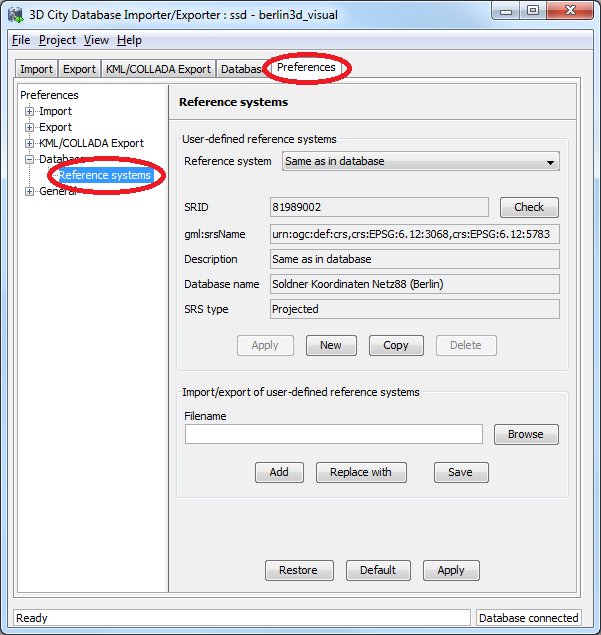 3D City Database Importer/Exporter : ssd - berlin3d_visual
File Project View Help
Import Export KML/COLLADA Export Database Preferences
Preferences
Import
Export
KML/COLLADA Export
Database
Reference systems
General
Reference systems
User-defined reference systems
Reference system Same as in database
SRID 81989002 Check
gml:srsName urn:ogc:def:crs,crs:EPSG:6.12:3068,crs:EPSG:6.12:5783
Description Same as in database
Database name Soldner Koordinaten Netz88 (Berlin)
SRS type Projected
Apply New Copy Delete
Import/export of user-defined reference systems
Filename
Browse
Add Replace with Save
Restore Default Apply
Ready Database connected